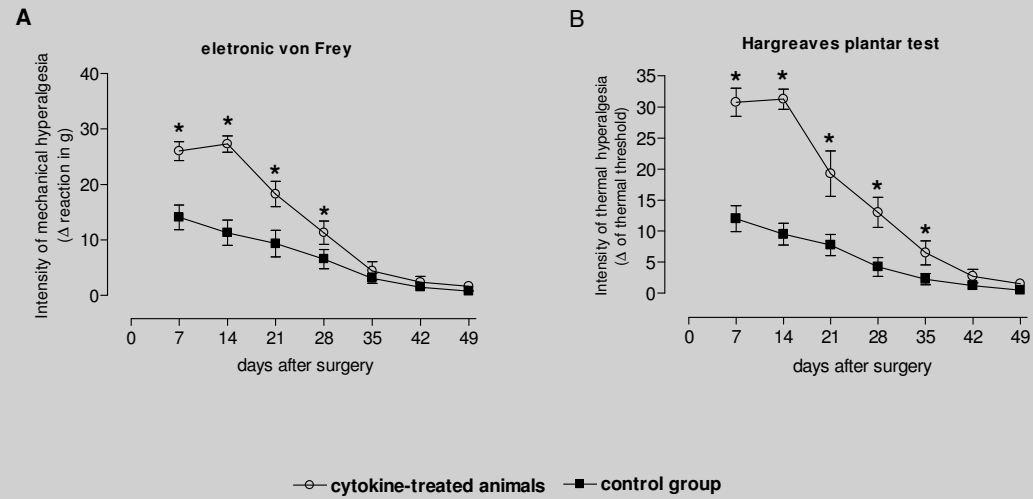 A
eletronic von Frey
Intensity of mechanical hyperalgesia
(Δ reaction in g)
40
30
20
10
0
*
*
*
*
0 7 14 21 28 35 42 49
days after surgery
B
Hargreaves plantar test
Intensity of thermal hyperalgesia
(Δ of thermal threshold)
35
30
25
20
15
10
5
0
*
*
*
*
*
0 7 14 21 28 35 42 49
days after surgery
cytokine-treated animals control group